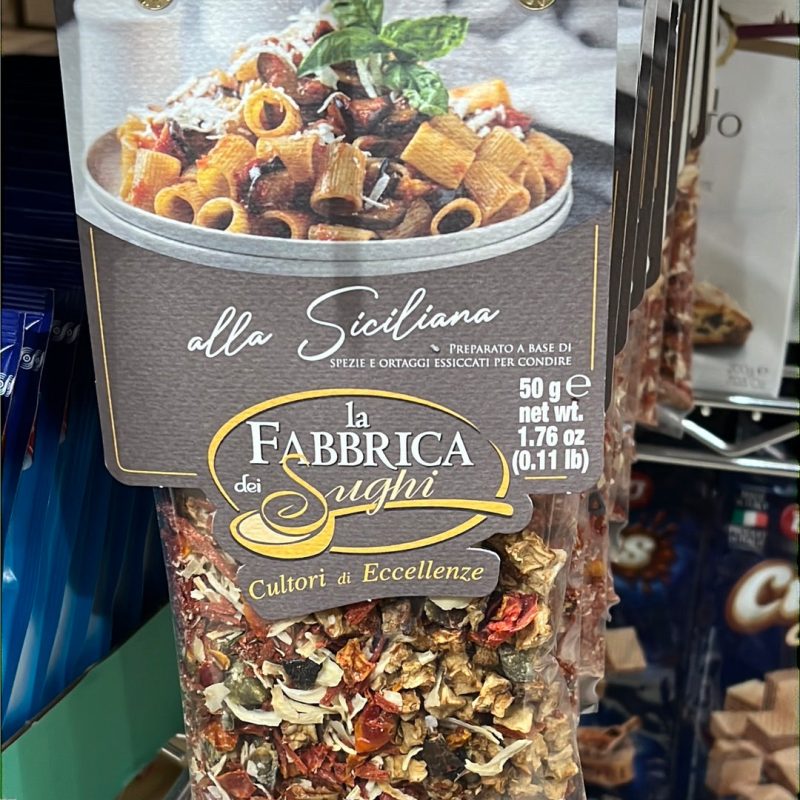 alla Siciliana
PREPARATO A BASE DI
SPEZIE E ORTAGGI ESSICCATI PER CONDIRE
50 g e
net wt.
1.76 oz
(0.11 lb)
la
FABBRICA
dei Sughi
Cultori di Eccellenze
TO